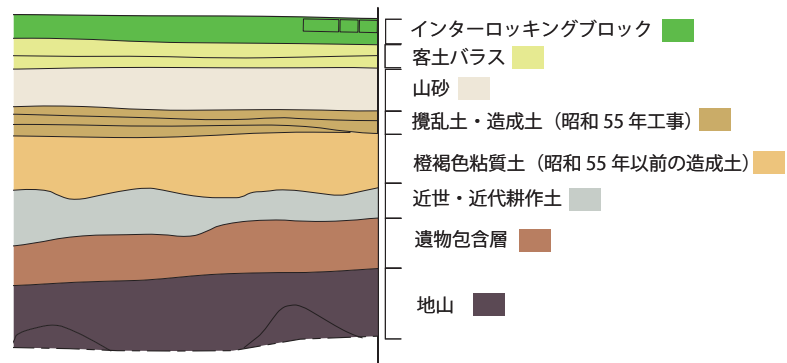 インターロッキングブロック
客土バラス
山砂
攪乱土・造成土（昭和 55 年工事）
橙褐色粘質土（昭和 55 年以前の造成土）
近世・近代耕作土
遺物包含層
地山